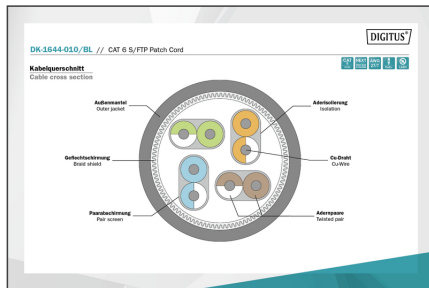 DIGITUS®
DK-1644-010/BL // CAT 6 S/FTP Patch Cord
Kabelquerschnitt
Cable cross section
Außenmantel
Outer jacket
Aderisolierung
Isolation
Geflechtschirmung
Braid shield
Cu-Draht
Cu-Wire
Paarabschirmung
Pair screen
Adernpaare
Twisted pair